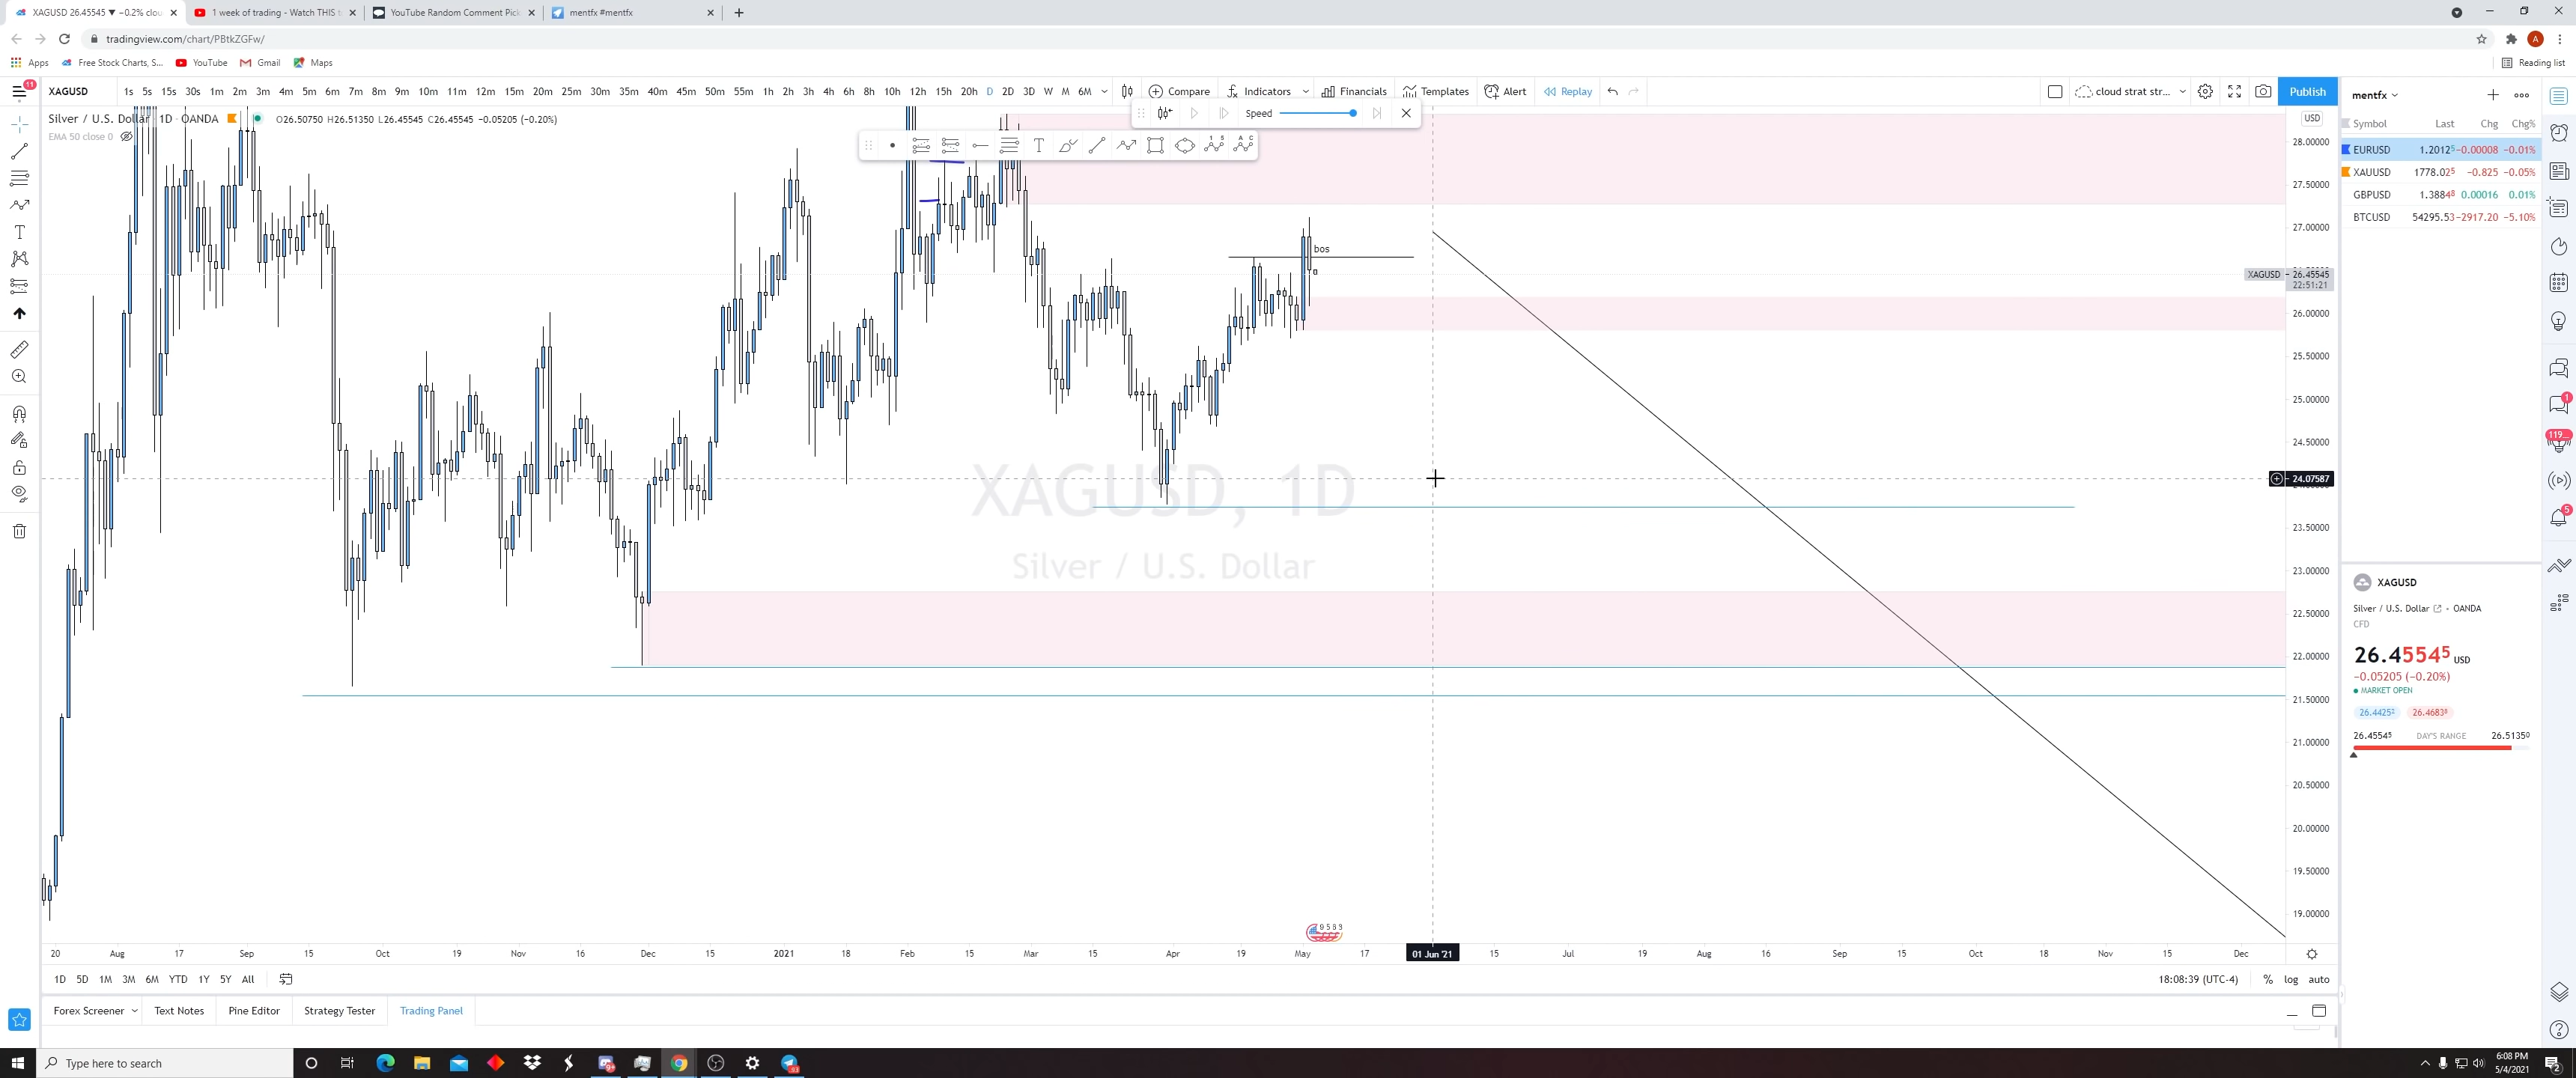 XAGUSD 26.45545 ▼ −0.2% clou
1 week of trading - Watch THIS t
YouTube Random Comment Pick
mentfx #mentfx
tradingview.com/chart/PBtkZGFw/
A
Apps
Free Stock Charts, S...
YouTube
Gmail
Maps
Reading list
11
XAGUSD
1s 5s 15s 30s 1m 2m 3m 4m 5m 6m 7m 8m 9m 10m 11m 12m 15m 20m 25m 30m 35m 40m 45m 50m 55m 1h 2h 3h 4h 6h 8h 10h 12h 15h 20h D 2D 3D W M 6M
Compare
Indicators
Financials
Templates
Alert
Replay
cloud strat str...
Publish
Speed
Silver / U.S. Dollar 1D OANDA
O26.50750 H26.51350 L26.45545 C26.45545 −0.05205 (−0.20%)
EMA 50 close 0
bos
XAGUSD, 1D
Silver / U.S. Dollar
USD
28.00000
27.50000
27.00000
XAGUSD 26.45545
22:51:21
26.00000
25.50000
25.00000
24.50000
24.07587
23.50000
23.00000
22.50000
22.00000
21.50000
21.00000
20.50000
20.00000
19.50000
19.00000
9 5 8 3
20 Aug 17 Sep 15 Oct 19 Nov 16 Dec 15 2021 18 Feb 15 Mar 15 Apr 19 May 17 01 Jun '21 15 Jul 19 Aug 16 Sep 15 Oct 18 Nov 15 Dec
1D 5D 1M 3M 6M YTD 1Y 5Y All
18:08:39 (UTC-4)
% log auto
Forex Screener
Text Notes
Pine Editor
Strategy Tester
Trading Panel
mentfx
Symbol Last Chg Chg%
EURUSD 1.20125 −0.00008 −0.01%
XAUUSD 1778.025 −0.825 −0.05%
GBPUSD 1.38848 0.00016 0.01%
BTCUSD 54295.53 −2917.20 −5.10%
XAGUSD
Silver / U.S. Dollar • OANDA
CFD
26.45545 USD
−0.05205 (−0.20%)
MARKET OPEN
26.4683
26.45545 DAY'S RANGE 26.51350
1
119...
5
Type here to search
6:08 PM
5/4/2021
2